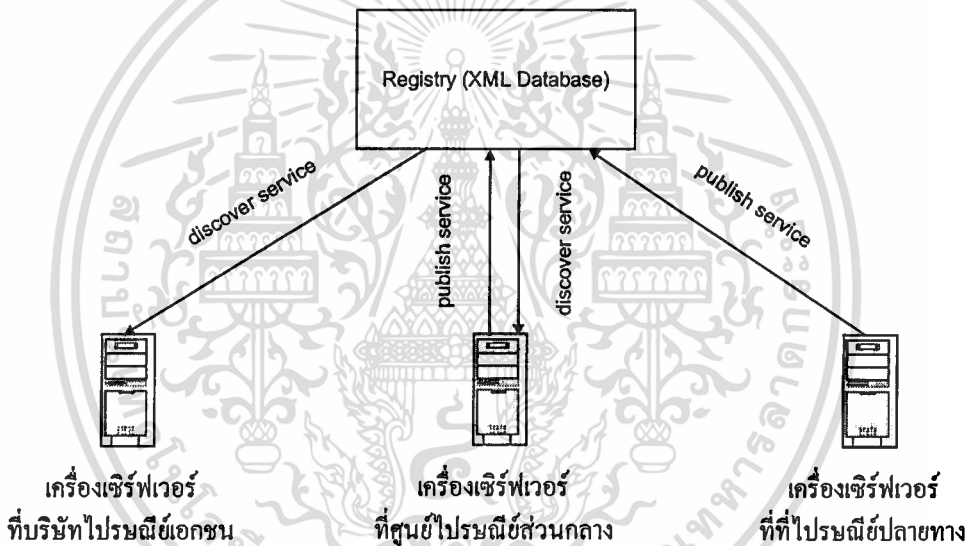 Registry (XML Database)
discover service
publish service
discover service
publish service
เครื่องเซิร์ฟเวอร์
ที่บริษัทไปรษณีย์เอกชน
เครื่องเซิร์ฟเวอร์
ที่ศูนย์ไปรษณีย์ส่วนกลาง
เครื่องเซิร์ฟเวอร์
ที่ที่ไปรษณีย์ปลายทาง